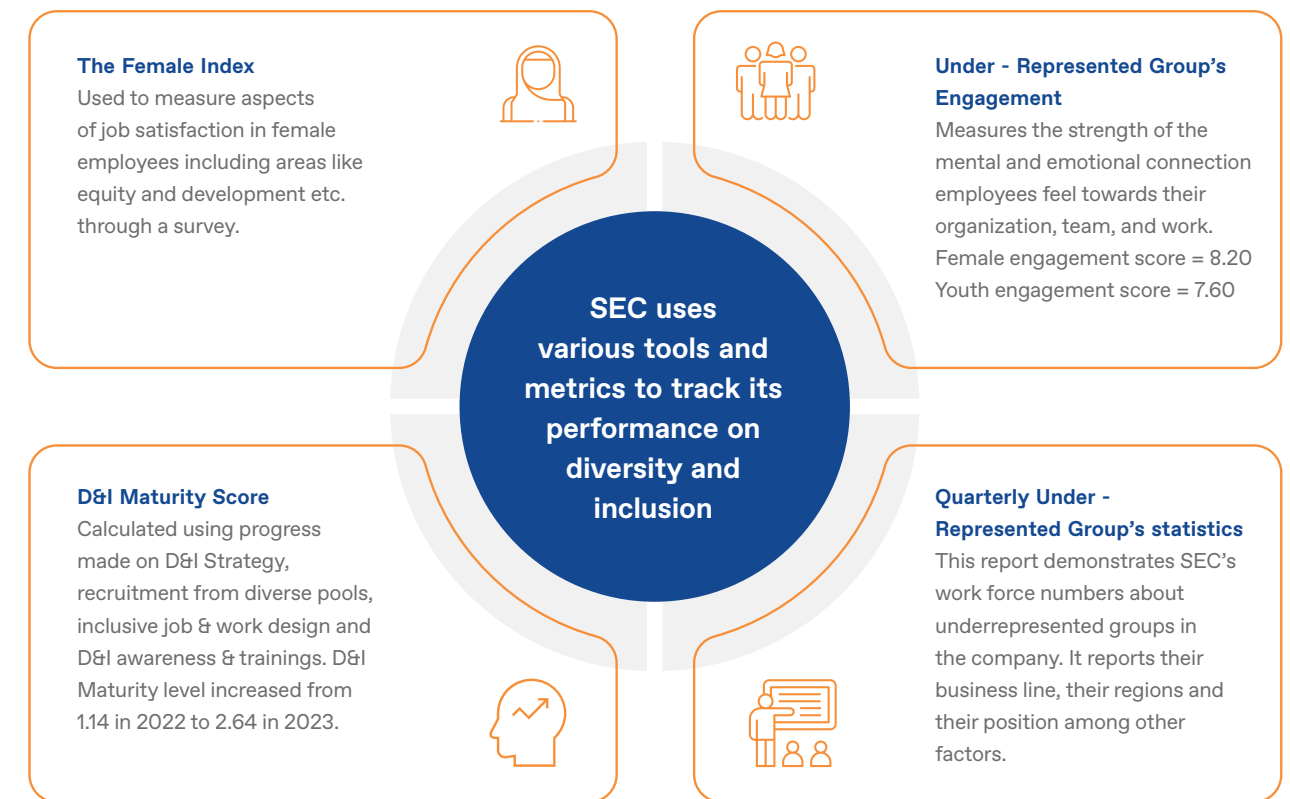 The Female Index
Used to measure aspects
of job satisfaction in female
employees including areas like
equity and development etc.
through a survey.
Under - Represented Group's
Engagement
Measures the strength of the
mental and emotional connection
employees feel towards their
organization, team, and work.
Female engagement score = 8.20
Youth engagement score = 7.60
SEC uses
various tools and
metrics to track its
performance on
diversity and
inclusion
D&I Maturity Score
Calculated using progress
made on D&I Strategy,
recruitment from diverse pools,
inclusive job & work design and
D&I awareness & trainings. D&I
Maturity level increased from
1.14 in 2022 to 2.64 in 2023.
Quarterly Under -
Represented Group's statistics
This report demonstrates SEC's
work force numbers about
underrepresented groups in
the company. It reports their
business line, their regions and
their position among other
factors.